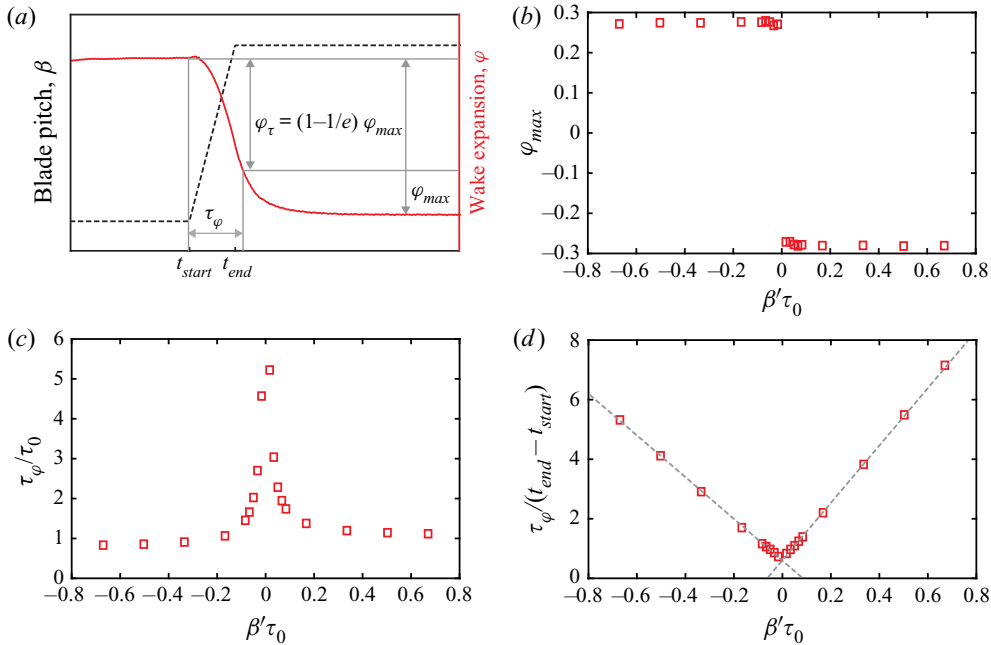 (a)
Blade pitch, β
φτ = (1–1/e) φmax
φmax
τφ
tstart tend
Wake expansion, φ
(b)
0.3
0.2
0.1
0
–0.1
–0.2
–0.3
φmax
–0.8 –0.6 –0.4 –0.2 0 0.2 0.4 0.6 0.8
β′τ0
(c)
6
5
4
3
2
1
0
τφ/τ0
–0.8 –0.6 –0.4 –0.2 0 0.2 0.4 0.6 0.8
β′τ0
(d)
8
6
4
2
0
τφ/(tend – tstart)
–0.8 –0.6 –0.4 –0.2 0 0.2 0.4 0.6 0.8
β′τ0